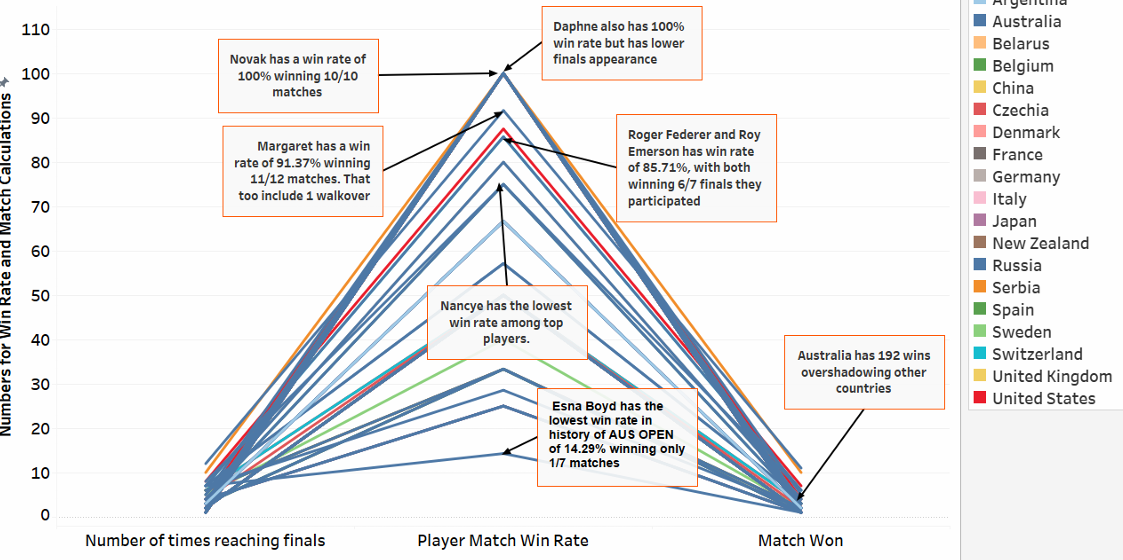 Numbers for Win Rate and Match Calculations
110
100
90
80
70
60
50
40
30
20
10
0
Novak has a win rate of
100% winning 10/10
matches
Daphne also has 100%
win rate but has lower
finals appearance
Margaret has a win
rate of 91.37% winning
11/12 matches. That
too include 1 walkover
Roger Federer and Roy
Emerson has win rate
of 85.71%, with both
winning 6/7 finals they
participated
Nancye has the lowest
win rate among top
players.
Australia has 192 wins
overshadowing other
countries
Esna Boyd has the
lowest win rate in
history of AUS OPEN
of 14.29% winning only
1/7 matches
Number of times reaching finals
Player Match Win Rate
Match Won
Argentina
Australia
Belarus
Belgium
China
Czechia
Denmark
France
Germany
Italy
Japan
New Zealand
Russia
Serbia
Spain
Sweden
Switzerland
United Kingdom
United States